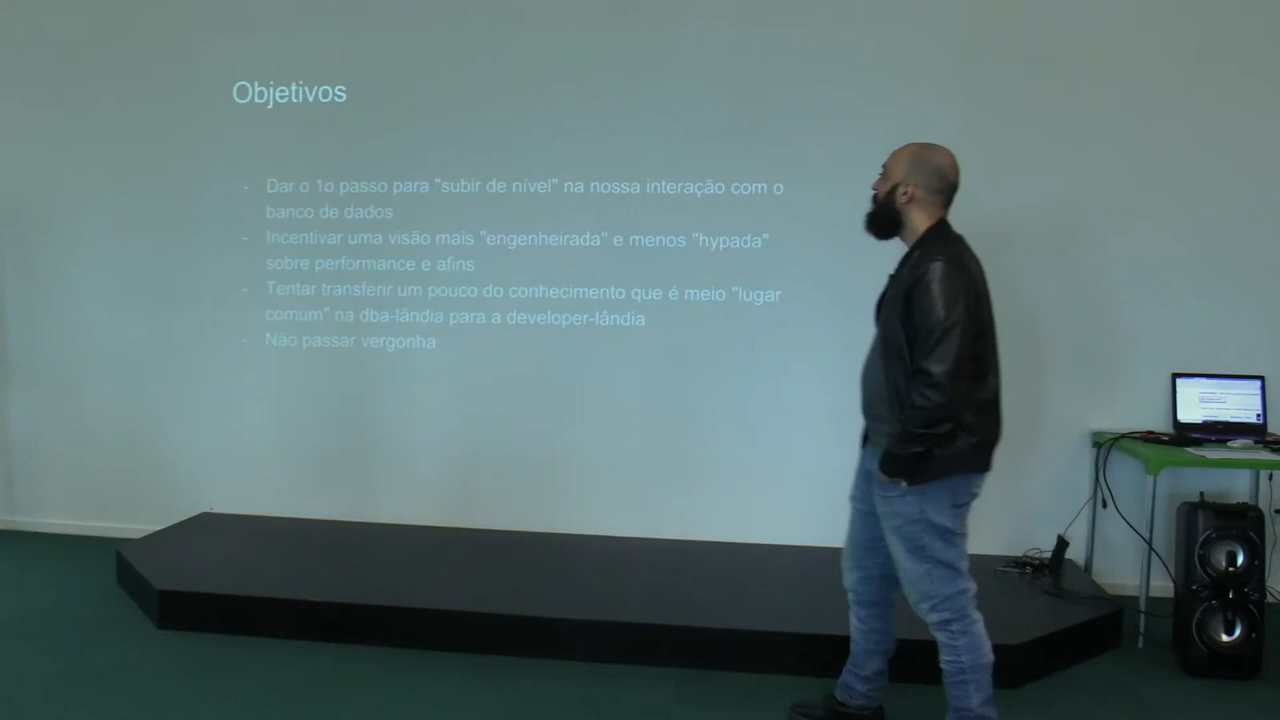 Objetivos
- Dar o 1o passo para "subir de nível" na nossa interação com o
banco de dados
- Incentivar uma visão mais "engenheirada" e menos "hypada"
sobre performance e afins
- Tentar transferir um pouco do conhecimento que é meio "lugar
comum" na dba-lândia para a developer-lândia
- Não passar vergonha